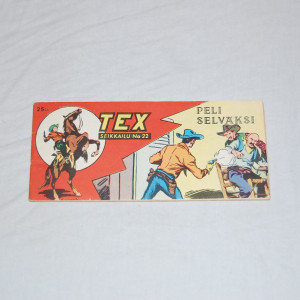 TEX
SEIKKAILU No 22
PELI
SELVÄKSI